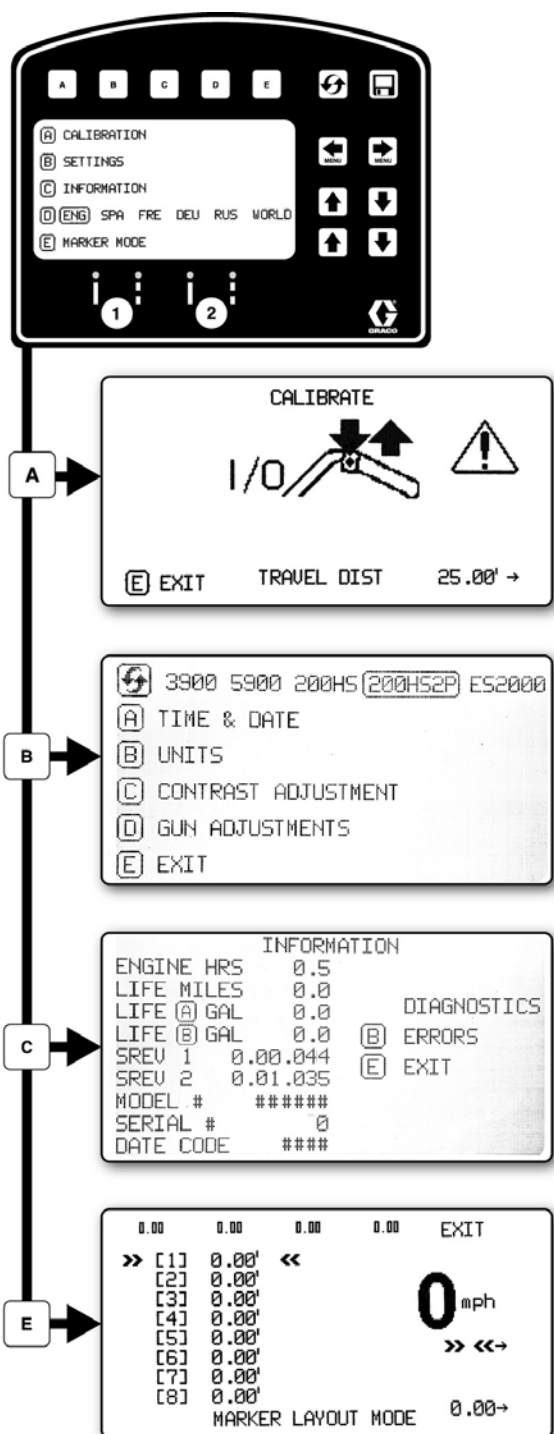 A B C D E
A CALIBRATION
B SETTINGS
C INFORMATION
D ENG SPA FRE DEU RUS WORLD
E MARKER MODE
MENU MENU
1 2
GRACO
A
CALIBRATE
I/O
E EXIT TRAVEL DIST 25.00' →
B
3900 5900 200HS 200HS2P ES2000
A TIME & DATE
B UNITS
C CONTRAST ADJUSTMENT
D GUN ADJUSTMENTS
E EXIT
C
INFORMATION
ENGINE HRS 0.5
LIFE MILES 0.0
LIFE A GAL 0.0 DIAGNOSTICS
LIFE B GAL 0.0 B ERRORS
SREV 1 0.00.044 E EXIT
SREV 2 0.01.035
MODEL # ######
SERIAL # 0
DATE CODE ####
E
0.00 0.00 0.00 0.00 EXIT
» [1] 0.00' «
[2] 0.00'
[3] 0.00'
[4] 0.00' 0 mph
[5] 0.00'
[6] 0.00' » «→
[7] 0.00'
[8] 0.00'
MARKER LAYOUT MODE 0.00→